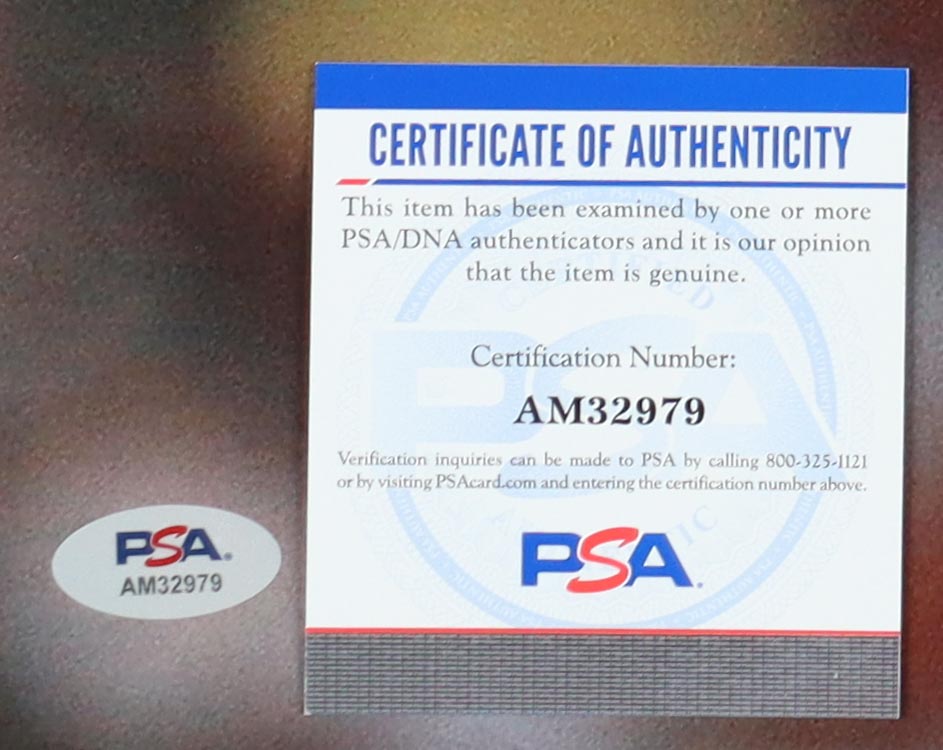 CERTIFICATE OF AUTHENTICITY
This item has been examined by one or more
PSA/DNA authenticators and it is our opinion
that the item is genuine.
CERTIFIED
PSA
Certification Number:
AM32979
Verification inquiries can be made to PSA by calling 800-325-1121
or by visiting PSAcard.com and entering the certification number above.
PSA.
PSA.
AM32979